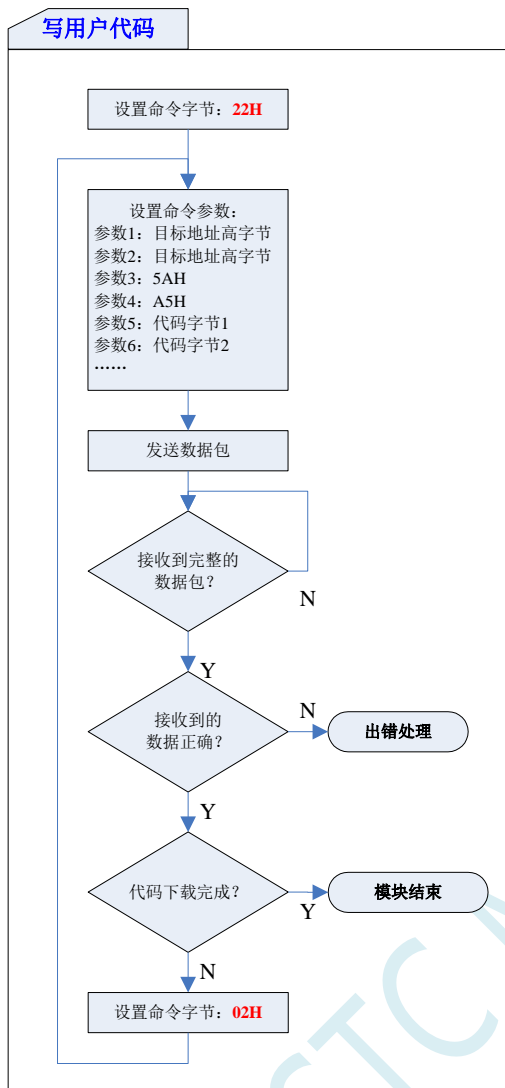 写用户代码
设置命令字节：22H
设置命令参数：
参数1：目标地址高字节
参数2：目标地址高字节
参数3：5AH
参数4：A5H
参数5：代码字节1
参数6：代码字节2
……
发送数据包
接收到完整的
数据包？
N
Y
接收到的
数据正确？
N
出错处理
Y
代码下载完成？
Y
模块结束
N
设置命令字节：02H
STC